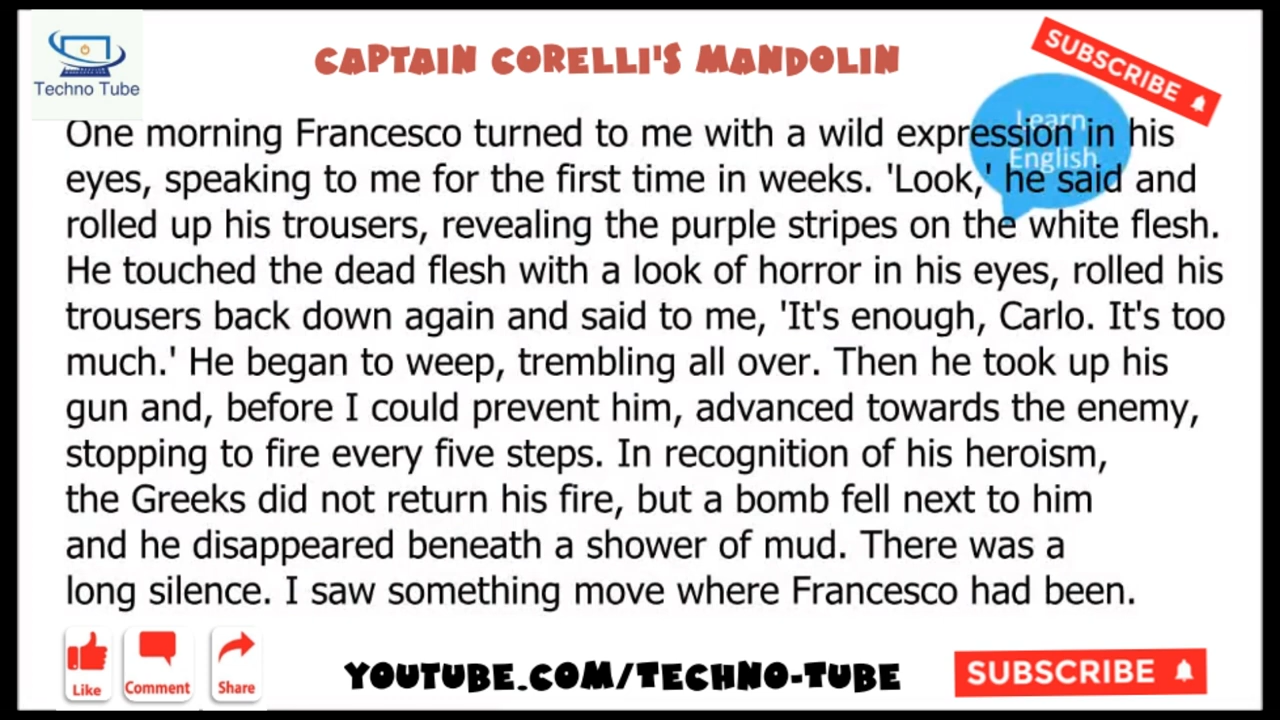 CAPTAIN CORELLI'S MANDOLIN
SUBSCRIBE
Techno Tube
Learn
English
One morning Francesco turned to me with a wild expression in his
eyes, speaking to me for the first time in weeks. 'Look,' he said and
rolled up his trousers, revealing the purple stripes on the white flesh.
He touched the dead flesh with a look of horror in his eyes, rolled his
trousers back down again and said to me, 'It's enough, Carlo. It's too
much.' He began to weep, trembling all over. Then he took up his
gun and, before I could prevent him, advanced towards the enemy,
stopping to fire every five steps. In recognition of his heroism,
the Greeks did not return his fire, but a bomb fell next to him
and he disappeared beneath a shower of mud. There was a
long silence. I saw something move where Francesco had been.
Like
Comment
Share
YOUTUBE.COM/TECHNO-TUBE
SUBSCRIBE